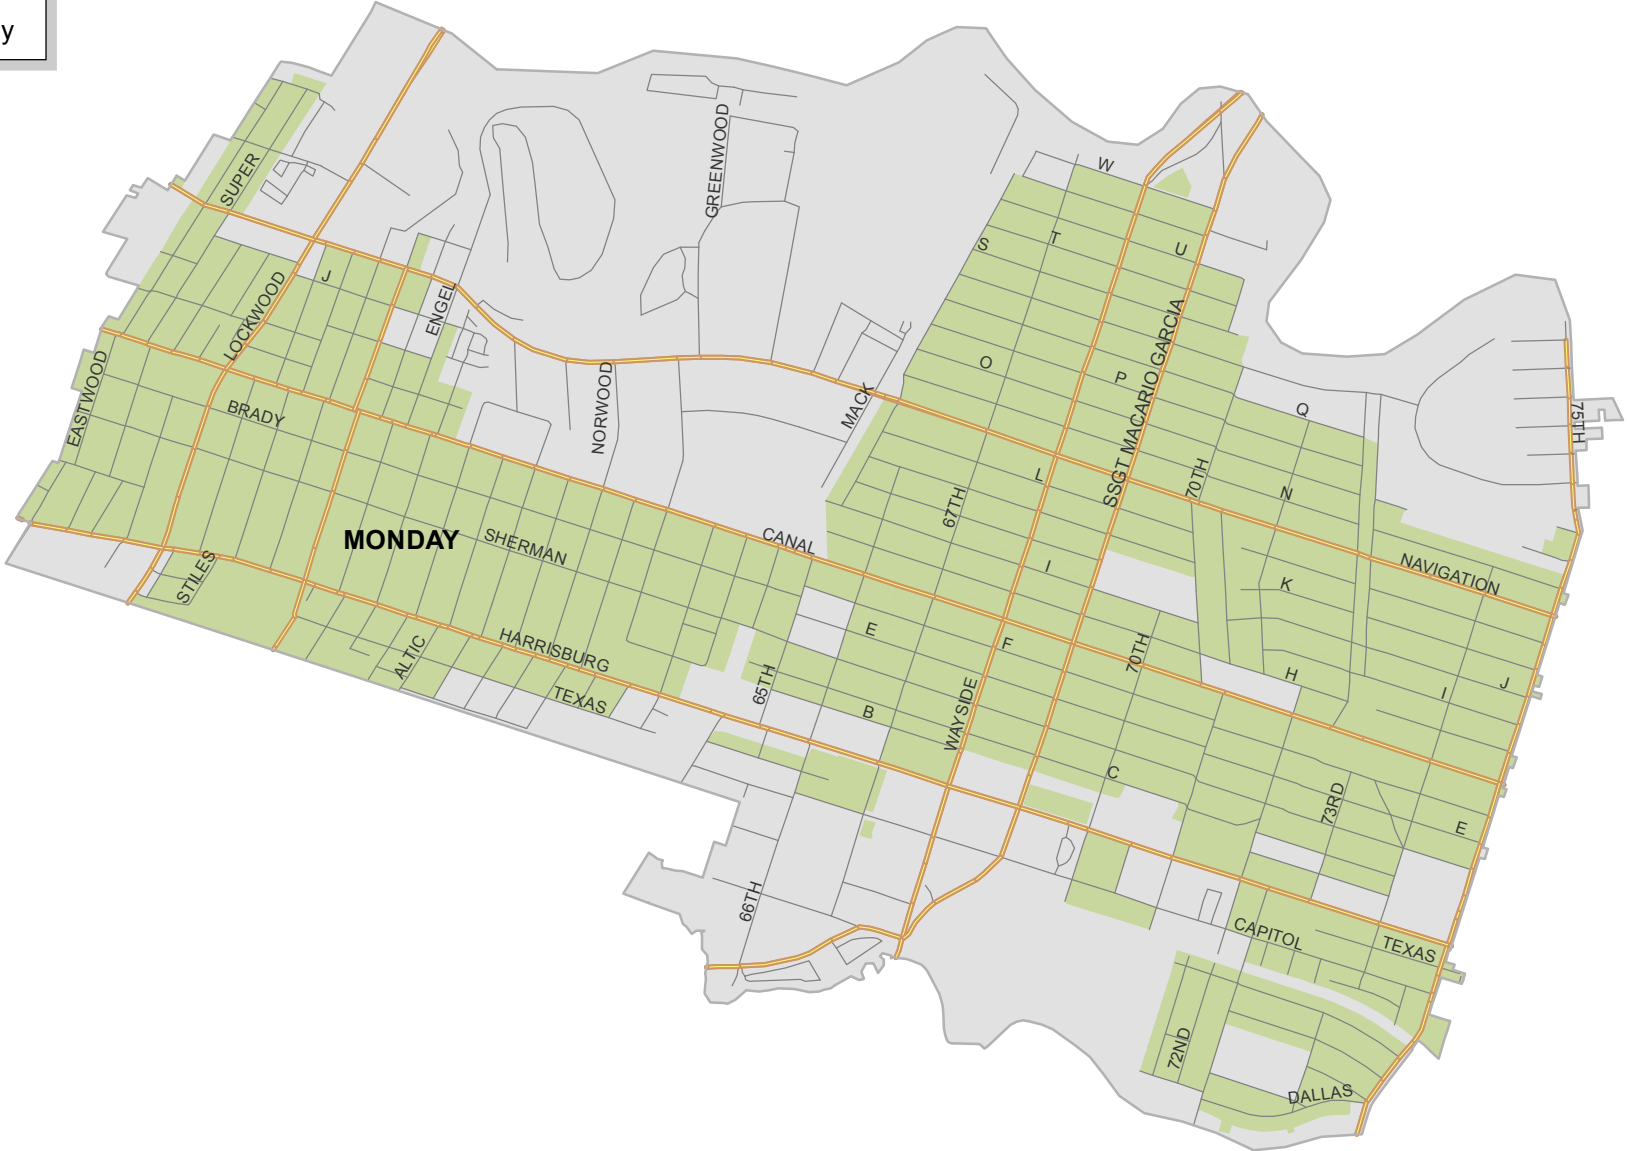 y
GREENWOOD
SUPER
W
S
T
U
J
LOCKWOOD
ENGEL
SSGT MACARIO GARCIA
EASTWOOD
BRADY
NORWOOD
MACK
O
P
Q
75TH
L
70TH
N
67TH
MONDAY
SHERMAN
CANAL
I
NAVIGATION
K
STILES
ALTIC
HARRISBURG
E
F
70TH
TEXAS
65TH
B
WAYSIDE
H
I
J
C
73RD
E
66TH
CAPITOL
TEXAS
72ND
DALLAS